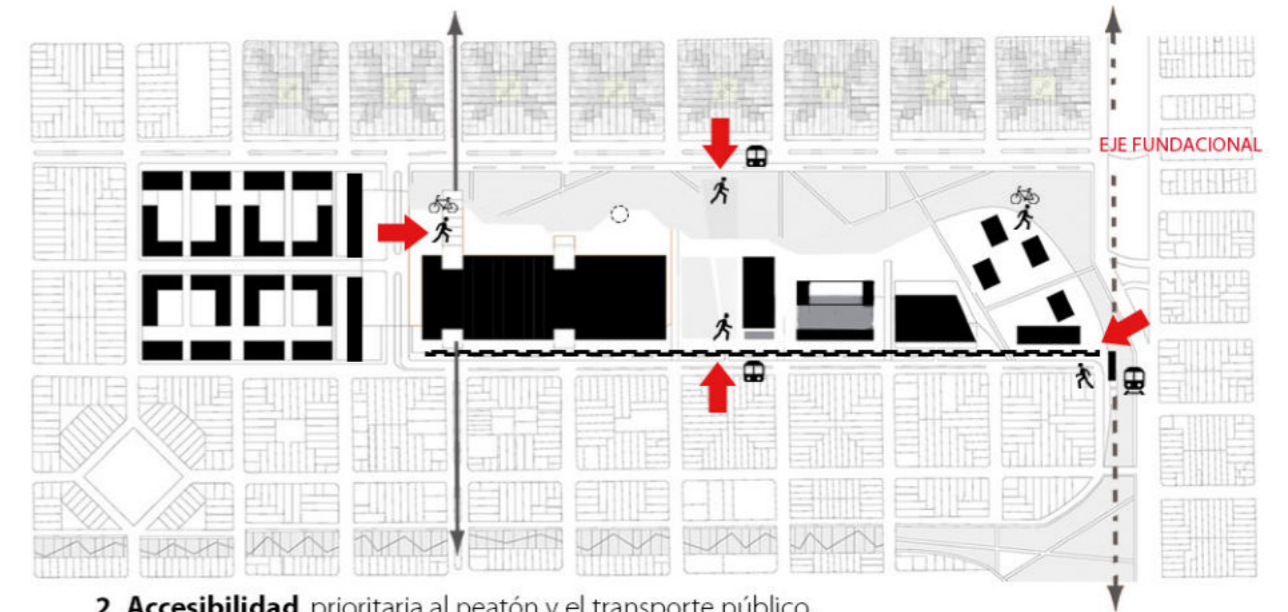 EJE FUNDACIONAL
2. Accesibilidad prioritaria al peatón y el transporte público